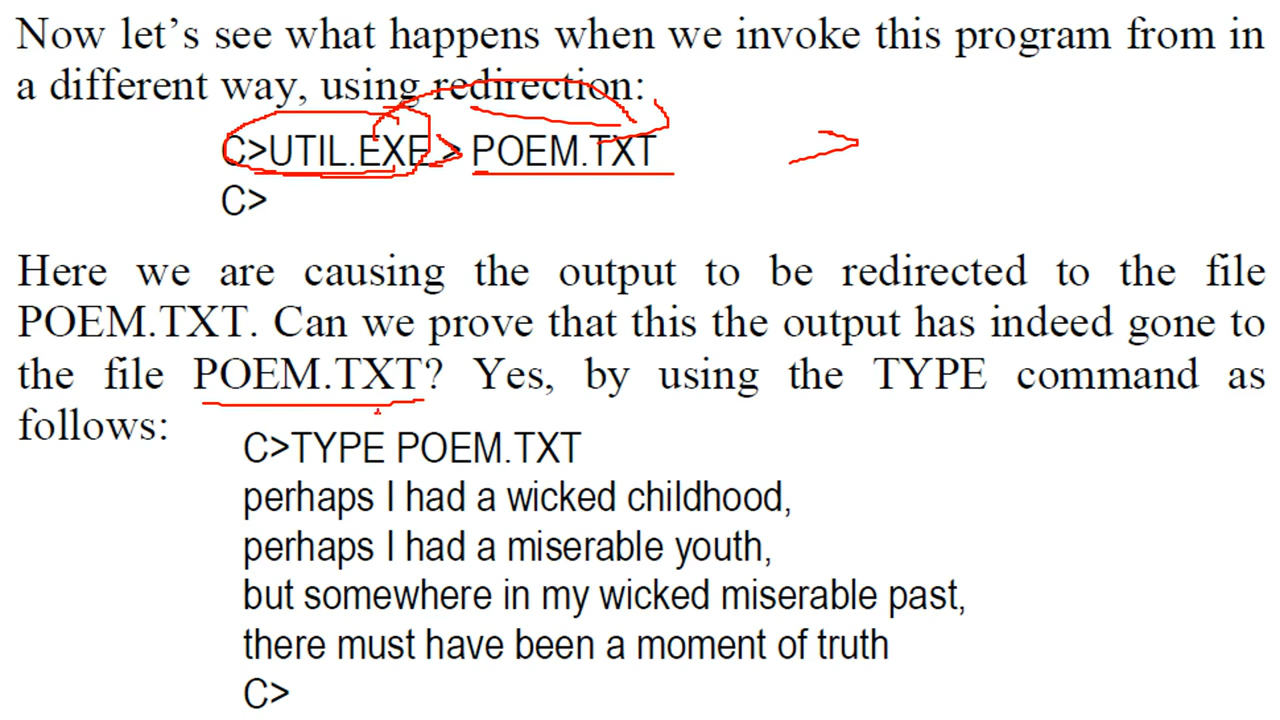 Now let's see what happens when we invoke this program from in
a different way, using redirection:
C>UTIL.EXE > POEM.TXT
C>
Here we are causing the output to be redirected to the file
POEM.TXT. Can we prove that this the output has indeed gone to
the file POEM.TXT? Yes, by using the TYPE command as
follows:
C>TYPE POEM.TXT
perhaps I had a wicked childhood,
perhaps I had a miserable youth,
but somewhere in my wicked miserable past,
there must have been a moment of truth
C>